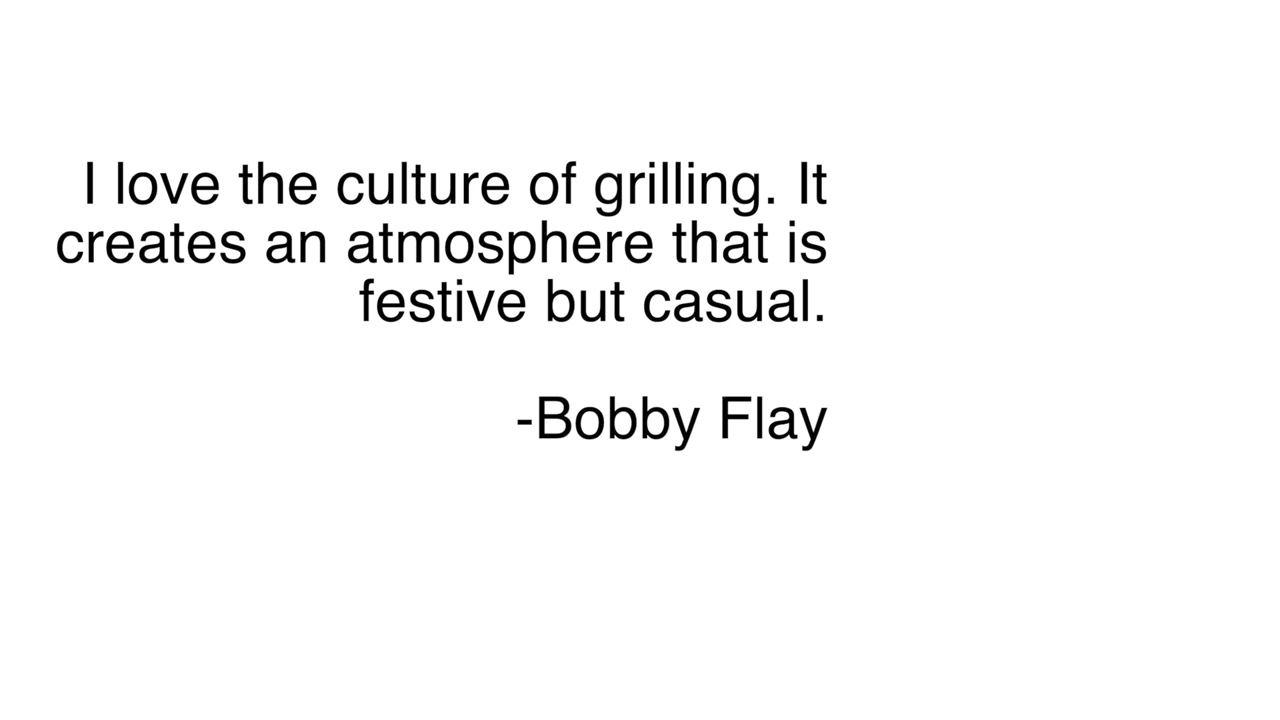 I love the culture of grilling. It
creates an atmosphere that is
festive but casual.
-Bobby Flay